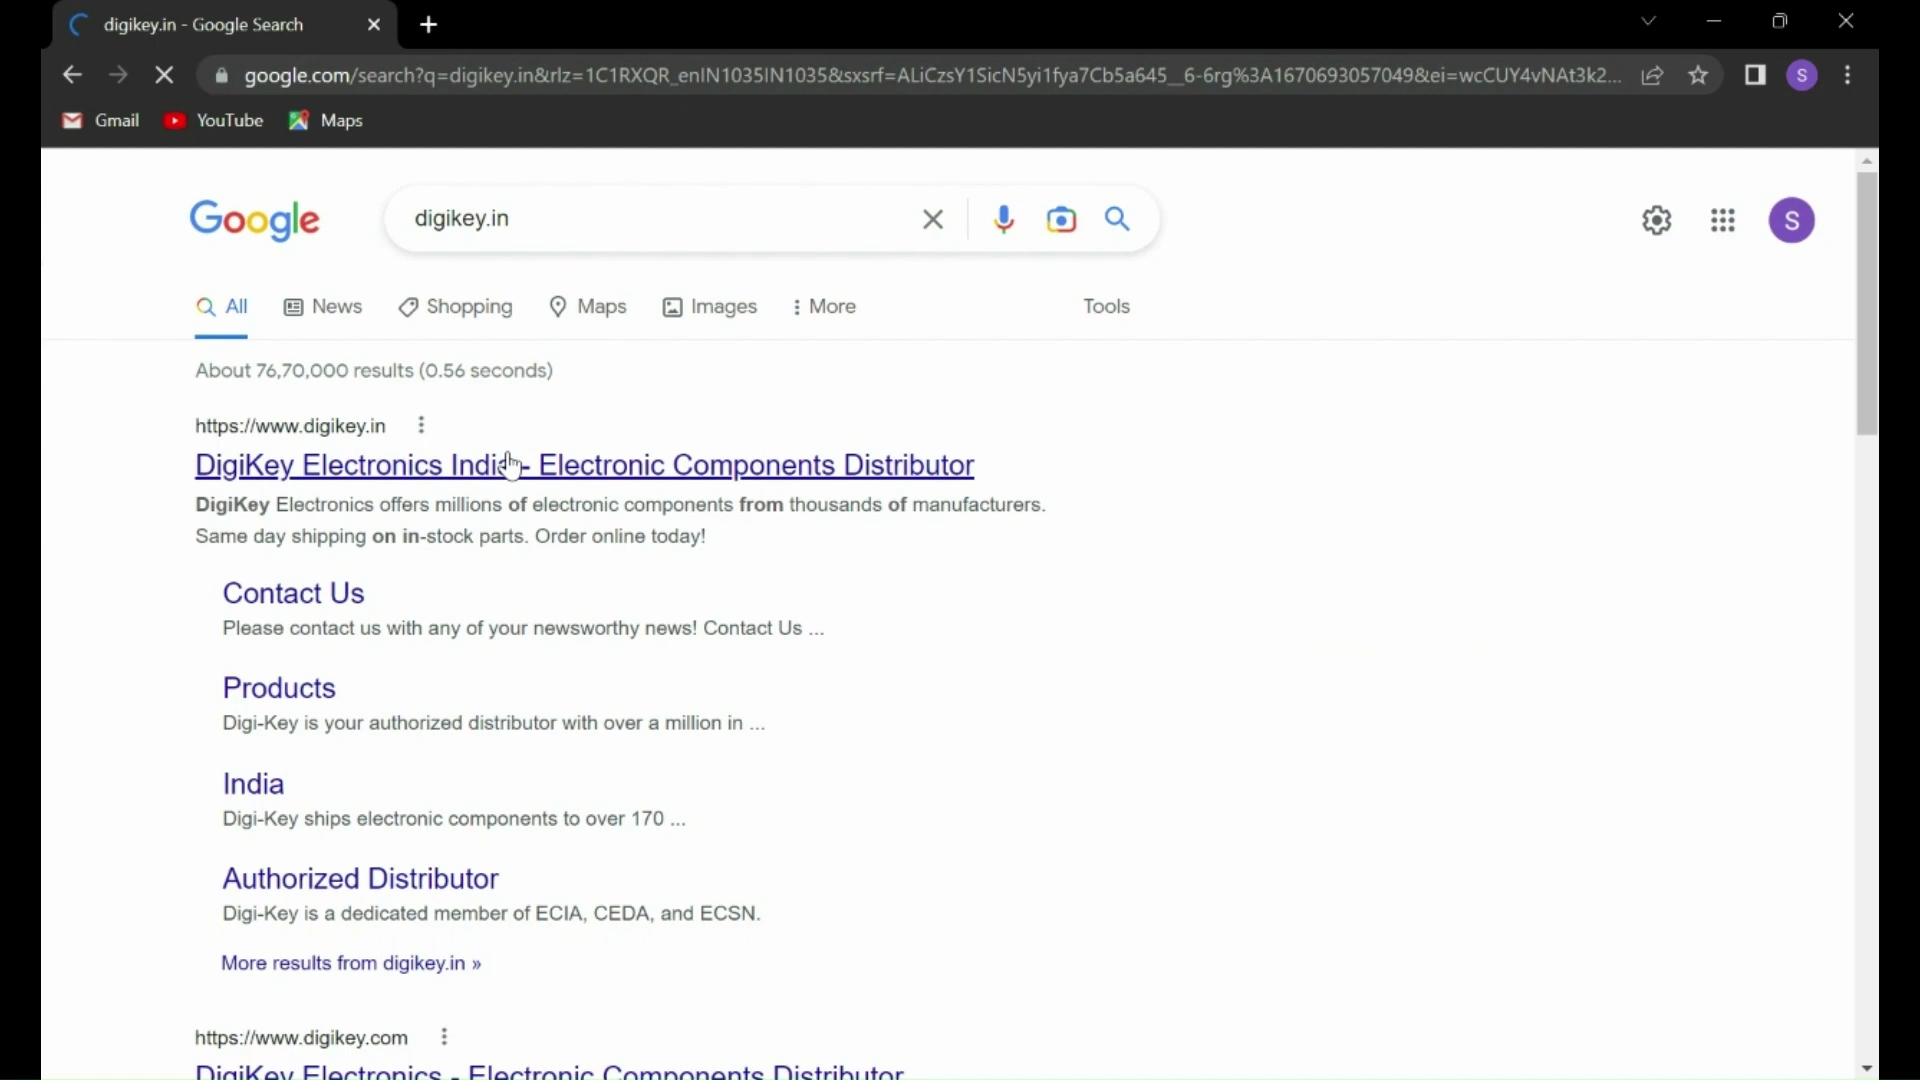 digikey.in - Google Search
google.com/search?q=digikey.in&rlz=1C1RXQR_enIN1035IN1035&sxsrf=ALiCzsY1SicN5yi1fya7Cb5a645__6-6rg%3A1670693057049&ei=wcCUY4vNAt3k2...
S
Gmail YouTube Maps
Google
digikey.in
S
All News Shopping Maps Images More Tools
About 76,70,000 results (0.56 seconds)
https://www.digikey.in
DigiKey Electronics India - Electronic Components Distributor
DigiKey Electronics offers millions of electronic components from thousands of manufacturers.
Same day shipping on in-stock parts. Order online today!
Contact Us
Please contact us with any of your newsworthy news! Contact Us ...
Products
Digi-Key is your authorized distributor with over a million in ...
India
Digi-Key ships electronic components to over 170 ...
Authorized Distributor
Digi-Key is a dedicated member of ECIA, CEDA, and ECSN.
More results from digikey.in »
https://www.digikey.com
DigiKey Electronics - Electronic Components Distributor